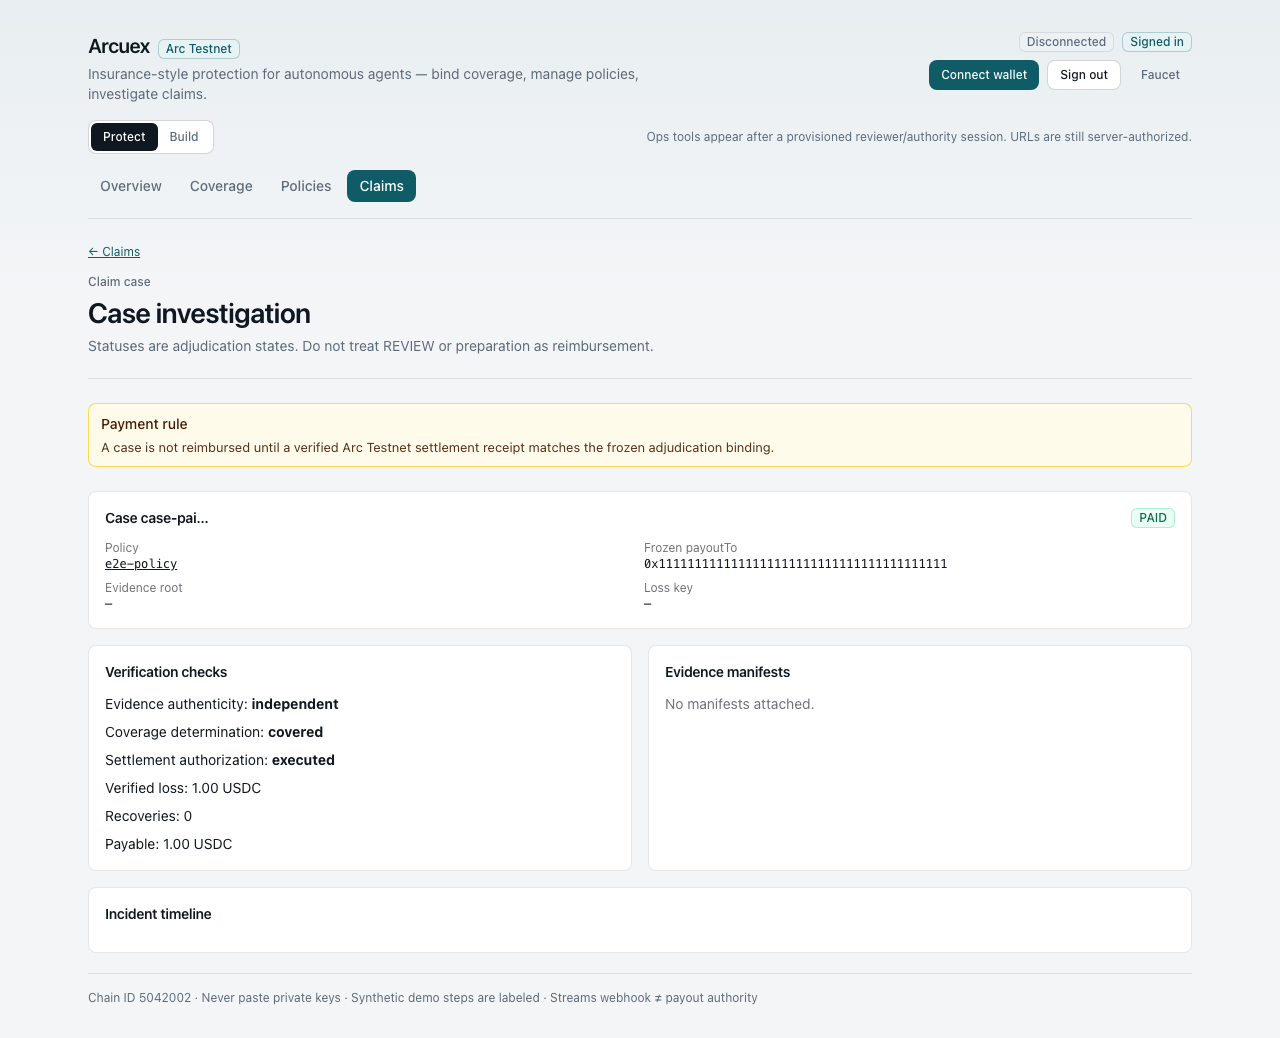 Arcuex Arc Testnet
Insurance-style protection for autonomous agents — bind coverage, manage policies,
investigate claims.
Disconnected Signed in
Connect wallet Sign out Faucet
Protect Build
Ops tools appear after a provisioned reviewer/authority session. URLs are still server-authorized.
Overview Coverage Policies Claims
← Claims
Claim case
Case investigation
Statuses are adjudication states. Do not treat REVIEW or preparation as reimbursement.
Payment rule
A case is not reimbursed until a verified Arc Testnet settlement receipt matches the frozen adjudication binding.
Case case-pai… PAID
Policy
e2e-policy
Frozen payoutTo
0x1111111111111111111111111111111111111111
Evidence root
—
Loss key
—
Verification checks
Evidence authenticity: independent
Coverage determination: covered
Settlement authorization: executed
Verified loss: 1.00 USDC
Recoveries: 0
Payable: 1.00 USDC
Evidence manifests
No manifests attached.
Incident timeline
Chain ID 5042002 · Never paste private keys · Synthetic demo steps are labeled · Streams webhook ≠ payout authority